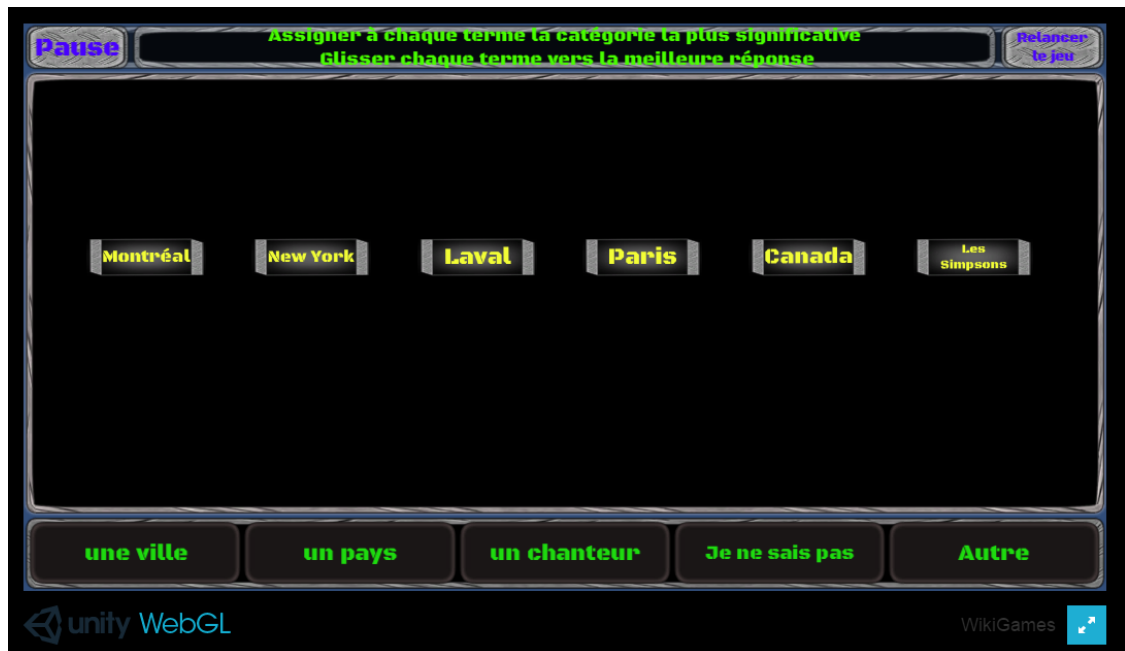 Pause
Assigner à chaque terme la catégorie la plus significative
Glisser chaque terme vers la meilleure réponse
Relancer
le jeu
Montréal
New York
Laval
Paris
Canada
Les
Simpsons
une ville
un pays
un chanteur
Je ne sais pas
Autre
unity WebGL
WikiGames